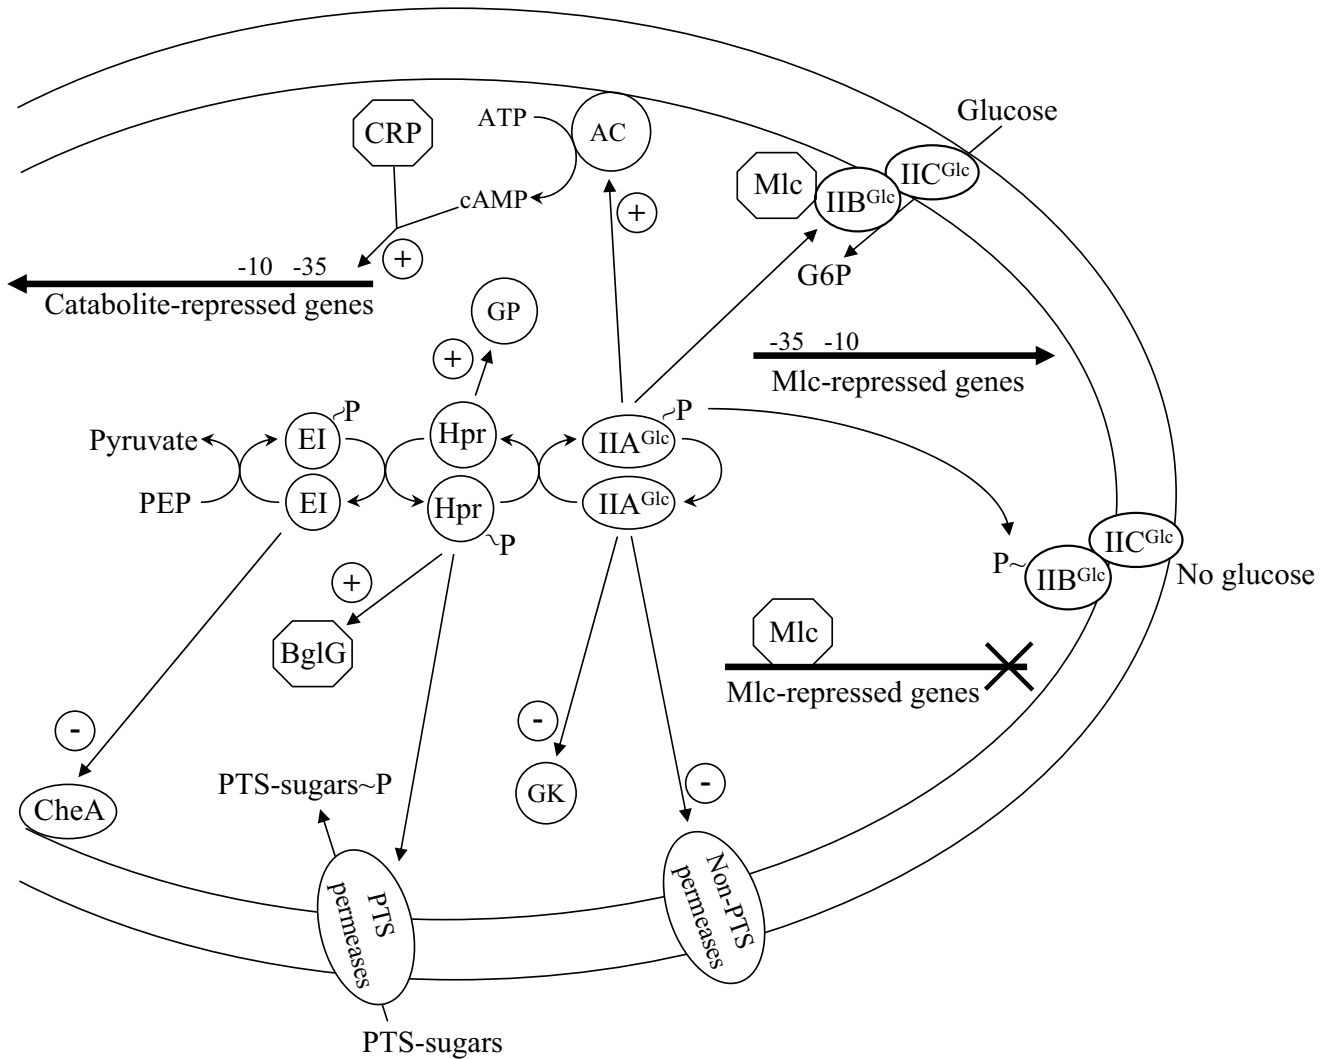 Glucose
ATP
AC
CRP
IIC^Glc
Mlc
IIB^Glc
cAMP
+
+
G6P
-10 -35
Catabolite-repressed genes
GP
-35 -10
+
Mlc-repressed genes
~P
~P
Pyruvate
EI
Hpr
IIA^Glc
PEP
EI
Hpr
IIA^Glc
~P
P~
IIC^Glc
IIB^Glc
No glucose
+
BglG
Mlc
Mlc-repressed genes
-
-
-
PTS-sugars~P
GK
CheA
PTS
permeases
Non-PTS
permeases
PTS-sugars